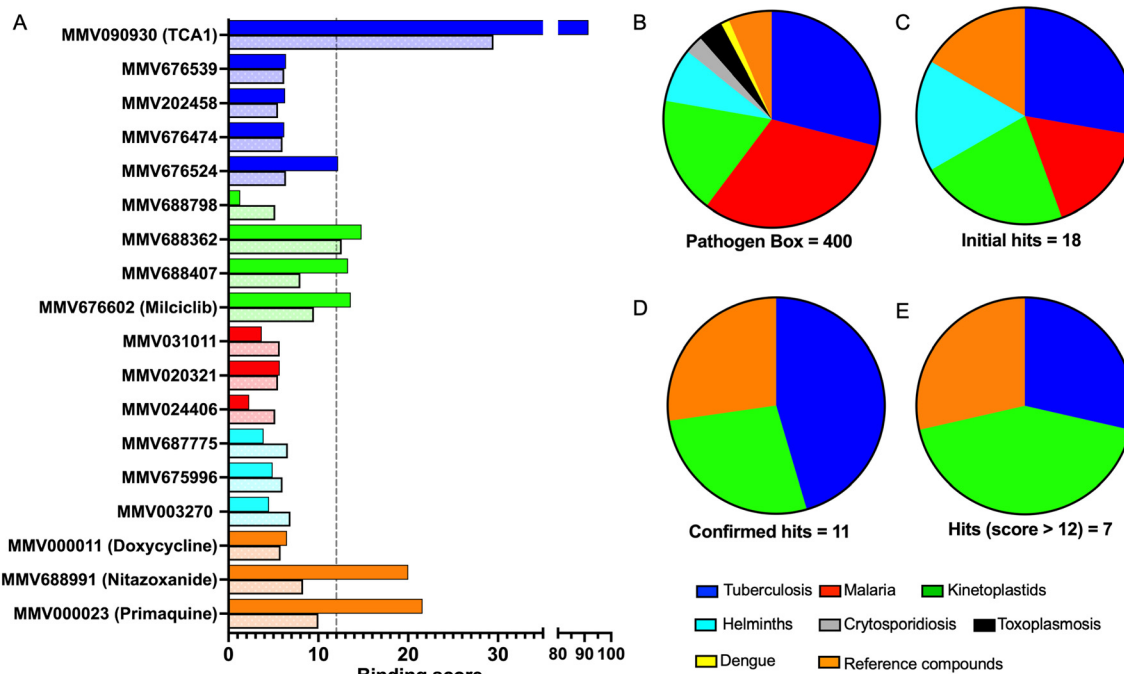 A
MMV090930 (TCA1)
MMV676539
MMV202458
MMV676474
MMV676524
MMV688798
MMV688362
MMV688407
MMV676602 (Milciclib)
MMV031011
MMV020321
MMV024406
MMV687775
MMV675996
MMV003270
MMV000011 (Doxycycline)
MMV688991 (Nitazoxanide)
MMV000023 (Primaquine)
0 10 20 30 80 90 100
Binding score
B
Pathogen Box = 400
C
Initial hits = 18
D
Confirmed hits = 11
E
Hits (score > 12) = 7
Tuberculosis Malaria Kinetoplastids
Helminths Crytosporidiosis Toxoplasmosis
Dengue Reference compounds